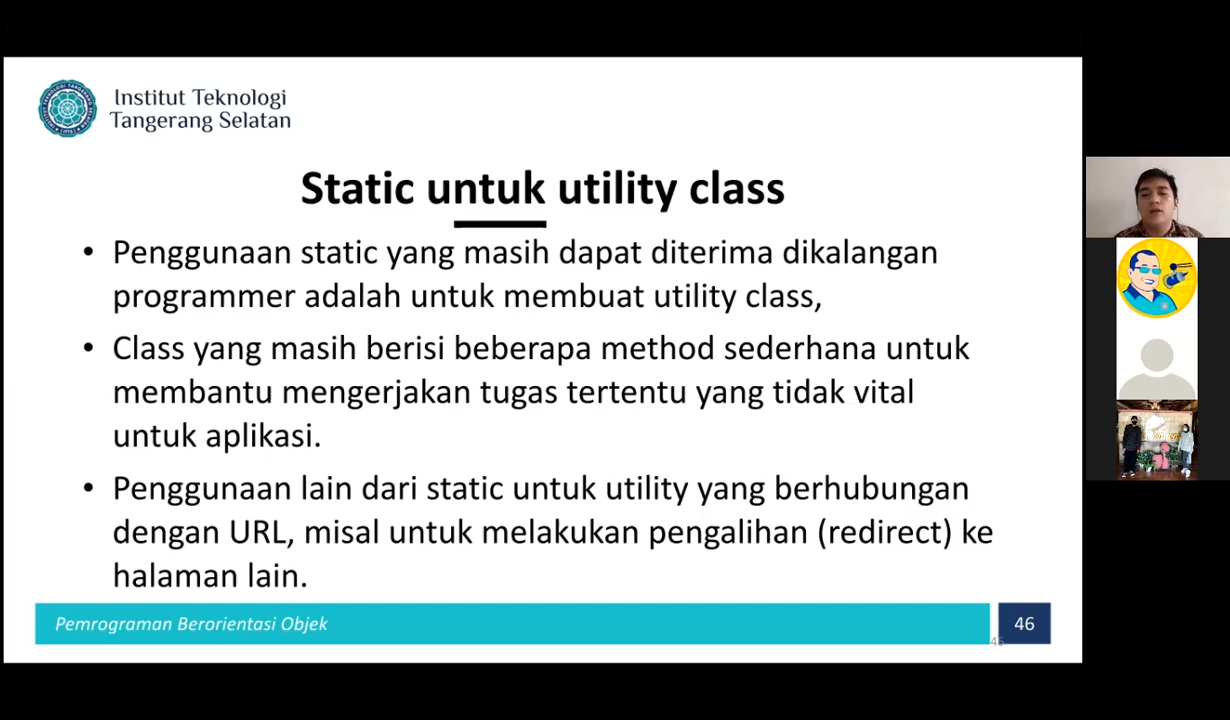 Institut Teknologi
Tangerang Selatan
Static untuk utility class
• Penggunaan static yang masih dapat diterima dikalangan
programmer adalah untuk membuat utility class,
• Class yang masih berisi beberapa method sederhana untuk
membantu mengerjakan tugas tertentu yang tidak vital
untuk aplikasi.
• Penggunaan lain dari static untuk utility yang berhubungan
dengan URL, misal untuk melakukan pengalihan (redirect) ke
halaman lain.
Pemrograman Berorientasi Objek
46
46